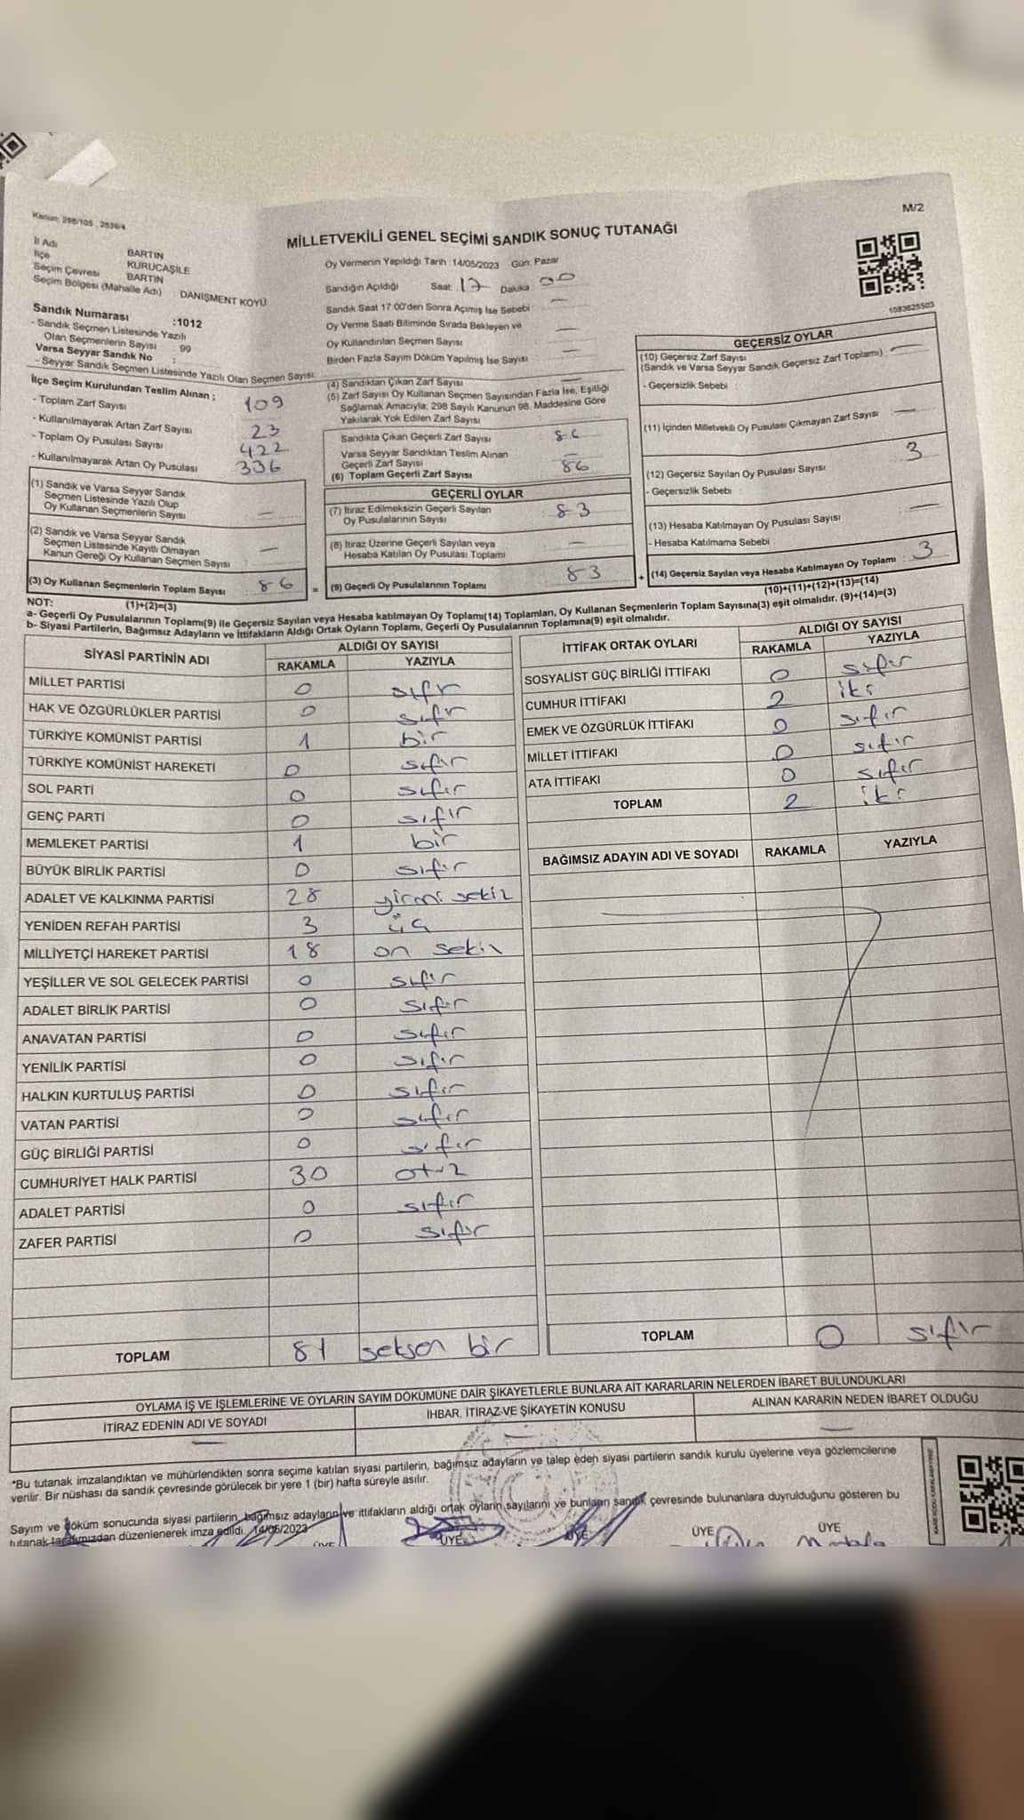 Kanun: 298/105 2839/4
M/2
MİLLETVEKİLİ GENEL SEÇİMİ SANDIK SONUÇ TUTANAĞI
İl Adı BARTIN
İlçe KURUCAŞİLE
Seçim Çevresi BARTIN
Seçim Bölgesi (Mahalle Adı) DANIŞMENT KÖYÜ
Sandık Numarası :1012
- Sandık Seçmen Listesinde Yazılı
Olan Seçmenlerin Sayısı : 99
Varsa Seyyar Sandık No :
- Seyyar Sandık Seçmen Listesinde Yazılı Olan Seçmen Sayısı:
Oy Vermenin Yapıldığı Tarih :14/05/2023 Gün: Pazar
Sandığın Açıldığı Saat 17 Dakika 00
Sandık Saat 17:00'den Sonra Açılmış İse Sebebi —
Oy Verme Saati Bitiminde Sırada Bekleyen ve
Oy Kullandırılan Seçmen Sayısı —
Birden Fazla Sayım Döküm Yapılmış İse Sayısı —
1083625503
İlçe Seçim Kurulundan Teslim Alınan ;
- Toplam Zarf Sayısı 109
- Kullanılmayarak Artan Zarf Sayısı 23
- Toplam Oy Pusulası Sayısı 422
- Kullanılmayarak Artan Oy Pusulası 336
(1) Sandık ve Varsa Seyyar Sandık
Seçmen Listesinde Yazılı Olup
Oy Kullanan Seçmenlerin Sayısı —
(2) Sandık ve Varsa Seyyar Sandık
Seçmen Listesinde Kayıtlı Olmayan
Kanun Gereği Oy Kullanan Seçmen Sayısı —
(3) Oy Kullanan Seçmenlerin Toplam Sayısı 86
(1)+(2)=(3)
(4) Sandıktan Çıkan Zarf Sayısı —
(5) Zarf Sayısı Oy Kullanan Seçmen Sayısından Fazla İse, Eşitliği
Sağlamak Amacıyla, 298 Sayılı Kanunun 98. Maddesine Göre
Yakılarak Yok Edilen Zarf Sayısı
Sandıkta Çıkan Geçerli Zarf Sayısı 86
Varsa Seyyar Sandıktan Teslim Alınan
Geçerli Zarf Sayısı —
(6) Toplam Geçerli Zarf Sayısı 86
GEÇERLİ OYLAR
(7) İtiraz Edilmeksizin Geçerli Sayılan
Oy Pusulalarının Sayısı 83
(8) İtiraz Üzerine Geçerli Sayılan veya
Hesaba Katılan Oy Pusulası Toplamı —
= (9) Geçerli Oy Pusulalarının Toplamı 83
GEÇERSİZ OYLAR
(10) Geçersiz Zarf Sayısı
(Sandık ve Varsa Seyyar Sandık Geçersiz Zarf Toplamı) —
- Geçersizlik Sebebi :
(11) İçinden Milletvekili Oy Pusulası Çıkmayan Zarf Sayısı —
(12) Geçersiz Sayılan Oy Pusulası Sayısı 3
- Geçersizlik Sebebi :
(13) Hesaba Katılmayan Oy Pusulası Sayısı —
- Hesaba Katılmama Sebebi :
+ (14) Geçersiz Sayılan veya Hesaba Katılmayan Oy Toplamı : 3
(10)+(11)+(12)+(13)=(14)
NOT:
a- Geçerli Oy Pusulalarının Toplamı(9) ile Geçersiz Sayılan veya Hesaba katılmayan Oy Toplamı(14) Toplamları, Oy Kullanan Seçmenlerin Toplam Sayısına(3) eşit olmalıdır. (9)+(14)=(3)
b- Siyasi Partilerin, Bağımsız Adayların ve İttifakların Aldığı Ortak Oyların Toplamı, Geçerli Oy Pusulalarının Toplamına(9) eşit olmalıdır.
SİYASİ PARTİNİN ADI ALDIĞI OY SAYISI
RAKAMLA YAZIYLA
MİLLET PARTİSİ 0 sıfır
HAK VE ÖZGÜRLÜKLER PARTİSİ 0 sıfır
TÜRKİYE KOMÜNİST PARTİSİ 1 bir
TÜRKİYE KOMÜNİST HAREKETİ 0 sıfır
SOL PARTİ 0 sıfır
GENÇ PARTİ 0 sıfır
MEMLEKET PARTİSİ 1 bir
BÜYÜK BİRLİK PARTİSİ 0 sıfır
ADALET VE KALKINMA PARTİSİ 28 yirmi sekiz
YENİDEN REFAH PARTİSİ 3 üç
MİLLİYETÇİ HAREKET PARTİSİ 18 on sekiz
YEŞİLLER VE SOL GELECEK PARTİSİ 0 sıfır
ADALET BİRLİK PARTİSİ 0 sıfır
ANAVATAN PARTİSİ 0 sıfır
YENİLİK PARTİSİ 0 sıfır
HALKIN KURTULUŞ PARTİSİ 0 sıfır
VATAN PARTİSİ 0 sıfır
GÜÇ BİRLİĞİ PARTİSİ 0 sıfır
CUMHURİYET HALK PARTİSİ 30 otuz
ADALET PARTİSİ 0 sıfır
ZAFER PARTİSİ 0 sıfır
TOPLAM 81 seksen bir
İTTİFAK ORTAK OYLARI ALDIĞI OY SAYISI
RAKAMLA YAZIYLA
SOSYALİST GÜÇ BİRLİĞİ İTTİFAKI 0 sıfır
CUMHUR İTTİFAKI 2 iki
EMEK VE ÖZGÜRLÜK İTTİFAKI 0 sıfır
MİLLET İTTİFAKI 0 sıfır
ATA İTTİFAKI 0 sıfır
TOPLAM 2 iki
BAĞIMSIZ ADAYIN ADI VE SOYADI RAKAMLA YAZIYLA
TOPLAM 0 sıfır
OYLAMA İŞ VE İŞLEMLERİNE VE OYLARIN SAYIM DÖKÜMÜNE DAİR ŞİKAYETLERLE BUNLARA AİT KARARLARIN NELERDEN İBARET BULUNDUKLARI
İTİRAZ EDENİN ADI VE SOYADI İHBAR, İTİRAZ VE ŞİKAYETİN KONUSU ALINAN KARARIN NEDEN İBARET OLDUĞU
— — —
*Bu tutanak imzalandıktan ve mühürlendikten sonra seçime katılan siyasi partilerin, bağımsız adayların ve talep eden siyasi partilerin sandık kurulu üyelerine veya gözlemcilerine
verilir. Bir nüshası da sandık çevresinde görülecek bir yere 1 (bir) hafta süreyle asılır.
Sayım ve döküm sonucunda siyasi partilerin, bağımsız adayların ve ittifakların aldığı ortak oyların sayılarını ve bunların sandık çevresinde bulunanlara duyrulduğunu gösteren bu
tutanak tarafımızdan düzenlenerek imza edildi. 14/05/2023
ÜYE ÜYE ÜYE ÜYE ÜYE